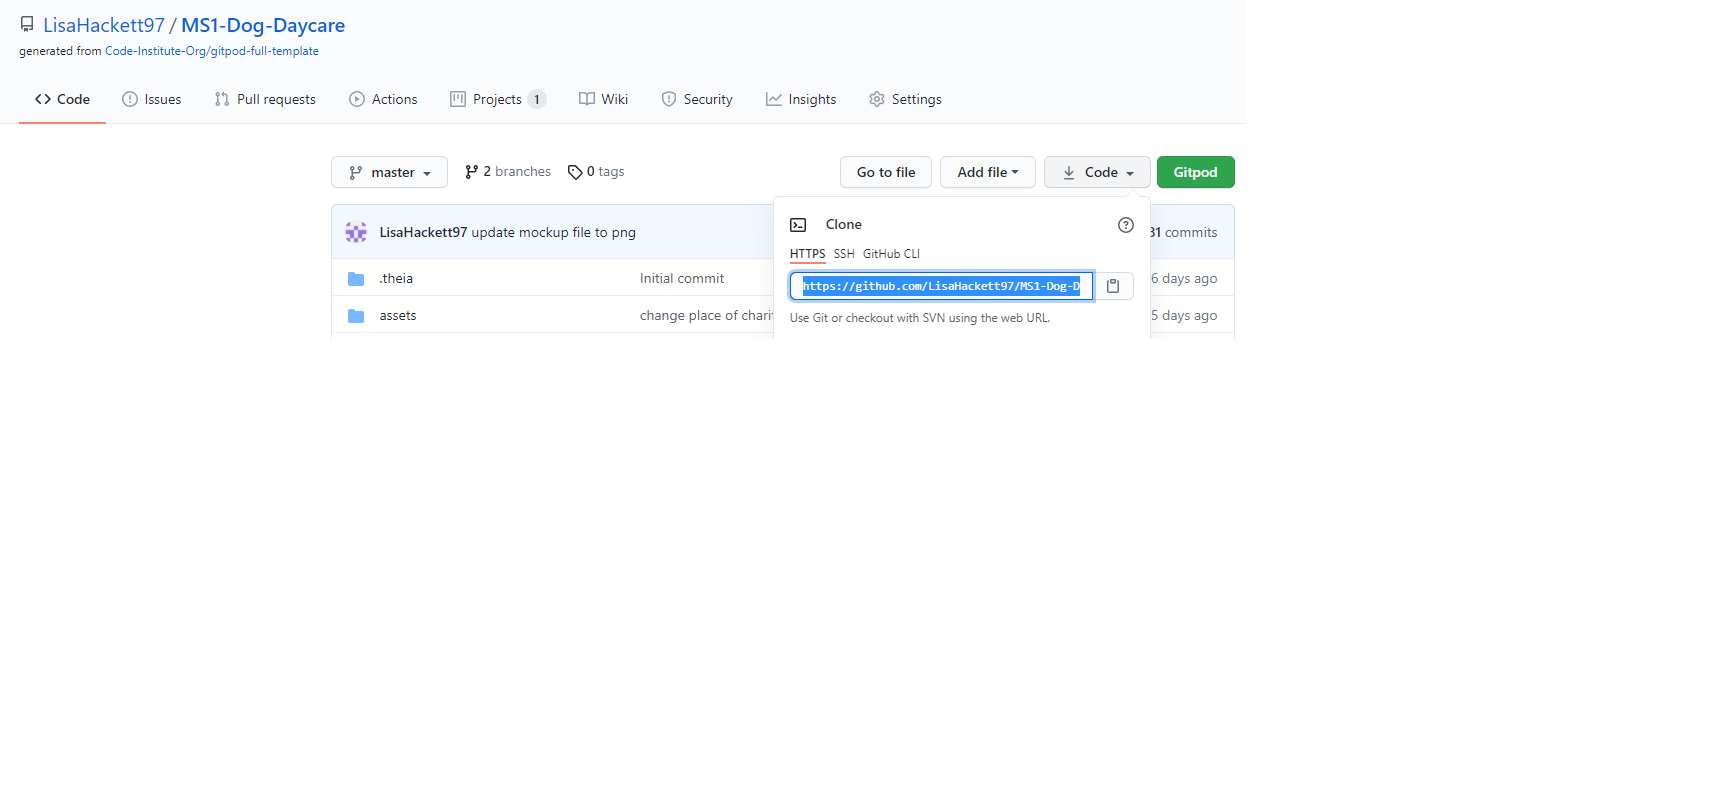 LisaHackett97 / MS1-Dog-Daycare
generated from Code-Institute-Org/gitpod-full-template
Code Issues Pull requests Actions Projects 1 Wiki Security Insights Settings
master 2 branches 0 tags Go to file Add file Code Gitpod
Clone
LisaHackett97 update mockup file to png 31 commits
HTTPS SSH GitHub CLI
.theia Initial commit 6 days ago
https://github.com/LisaHackett97/MS1-Dog-D
assets change place of charit 5 days ago
Use Git or checkout with SVN using the web URL.